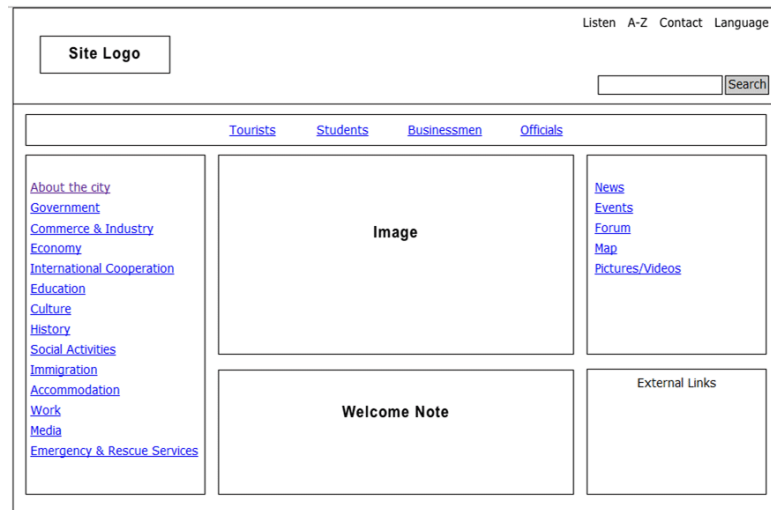 Listen A-Z Contact Language
Site Logo
Search
Tourists Students Businessmen Officials
About the city
Government
Commerce & Industry
Economy
International Cooperation
Education
Culture
History
Social Activities
Immigration
Accommodation
Work
Media
Emergency & Rescue Services
Image
Welcome Note
News
Events
Forum
Map
Pictures/Videos
External Links